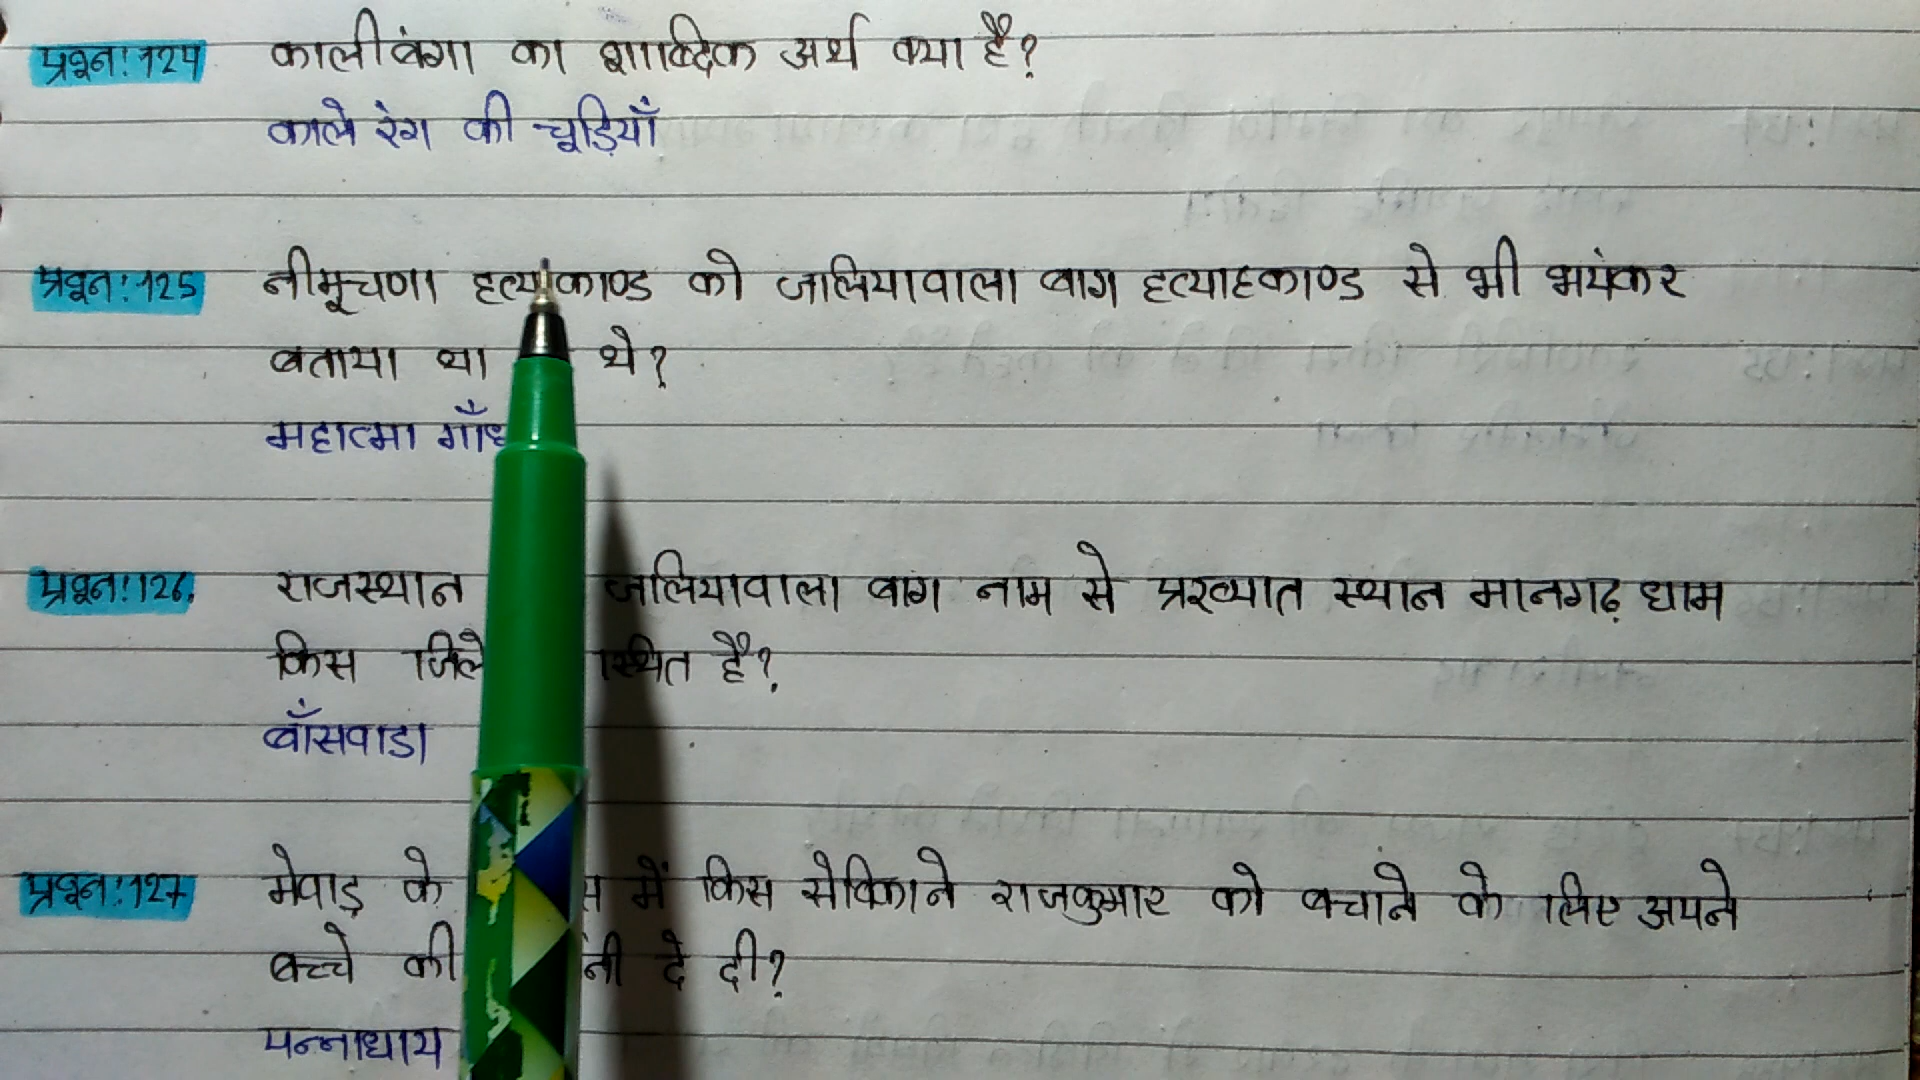 प्रश्न: 124 कालीबंगा का शाब्दिक अर्थ क्या है?
काले रंग की चूड़ियाँ
प्रश्न: 125 नीमूचणा हत्याकाण्ड को जलियावाला बाग हत्याहकाण्ड से भी भयंकर
बताया था थे?
महात्मा
प्रश्न: 126. राजस्थान जलियावाला बाग नाम से प्रख्यात स्थान मानगढ़ धाम
किस जिले स्थित है?
बाँसवाडा
प्रश्न: 127 मेवाड़ के में किस सेविकाने राजकुमार को बचाने के लिए अपने
बच्चे की दे दी?
पन्नाधाय